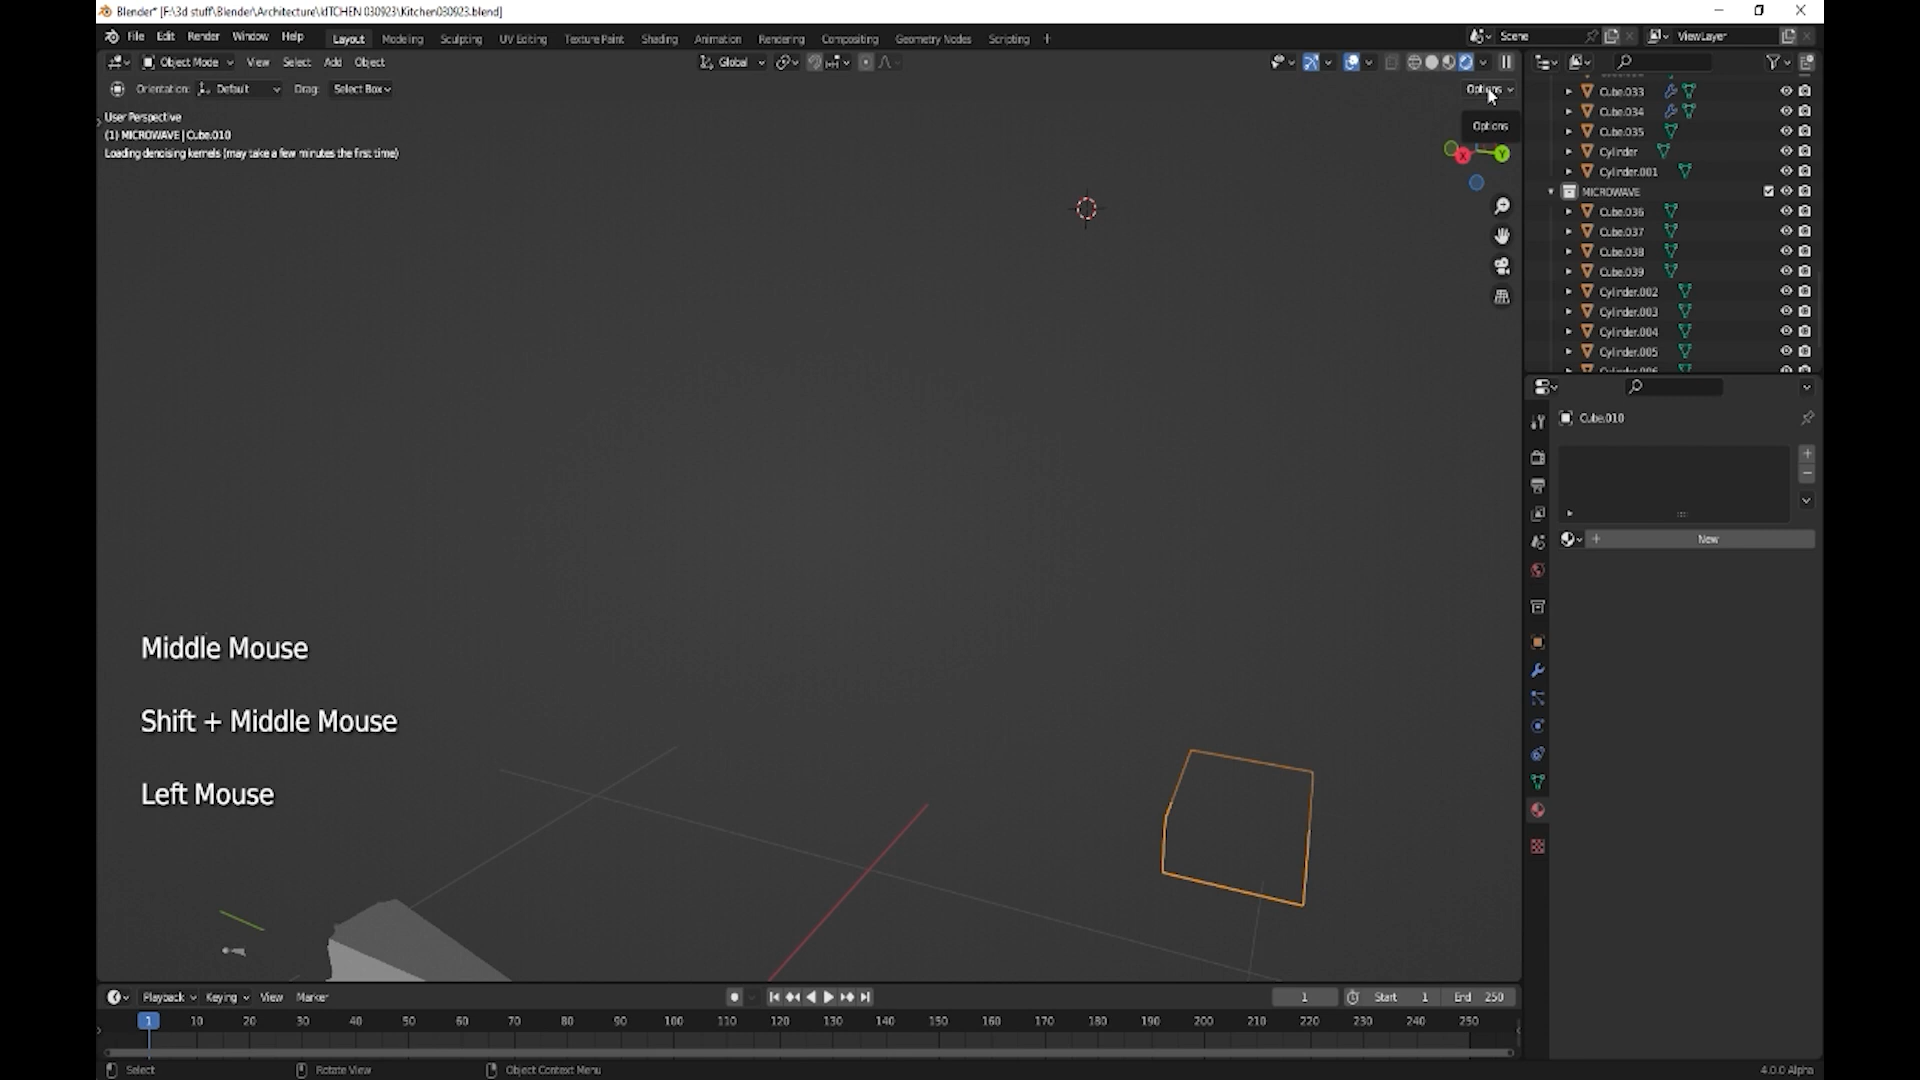 Blender* [F:\3d stuff\Blender\Architecture\kITCHEN 030923\Kitchen030923.blend]
File Edit Render Window Help Layout Modeling Sculpting UV Editing Texture Paint Shading Animation Rendering Compositing Geometry Nodes Scripting + Scene ViewLayer
Object Mode View Select Add Object Global
Orientation: Default Drag: Select Box Options
User Perspective
(1) MICROWAVE | Cube.010
Loading denoising kernels (may take a few minutes the first time)
Options
X Y
Cube.033
Cube.034
Cube.035
Cylinder
Cylinder.001
MICROWAVE
Cube.036
Cube.037
Cube.038
Cube.039
Cylinder.002
Cylinder.003
Cylinder.004
Cylinder.005
Cube.010
New
Middle Mouse
Shift + Middle Mouse
Left Mouse
Playback Keying View Marker 1 Start 1 End 250
1 10 20 30 40 50 60 70 80 90 100 110 120 130 140 150 160 170 180 190 200 210 220 230 240 250
Select Rotate View Object Context Menu 4.0.0 Alpha